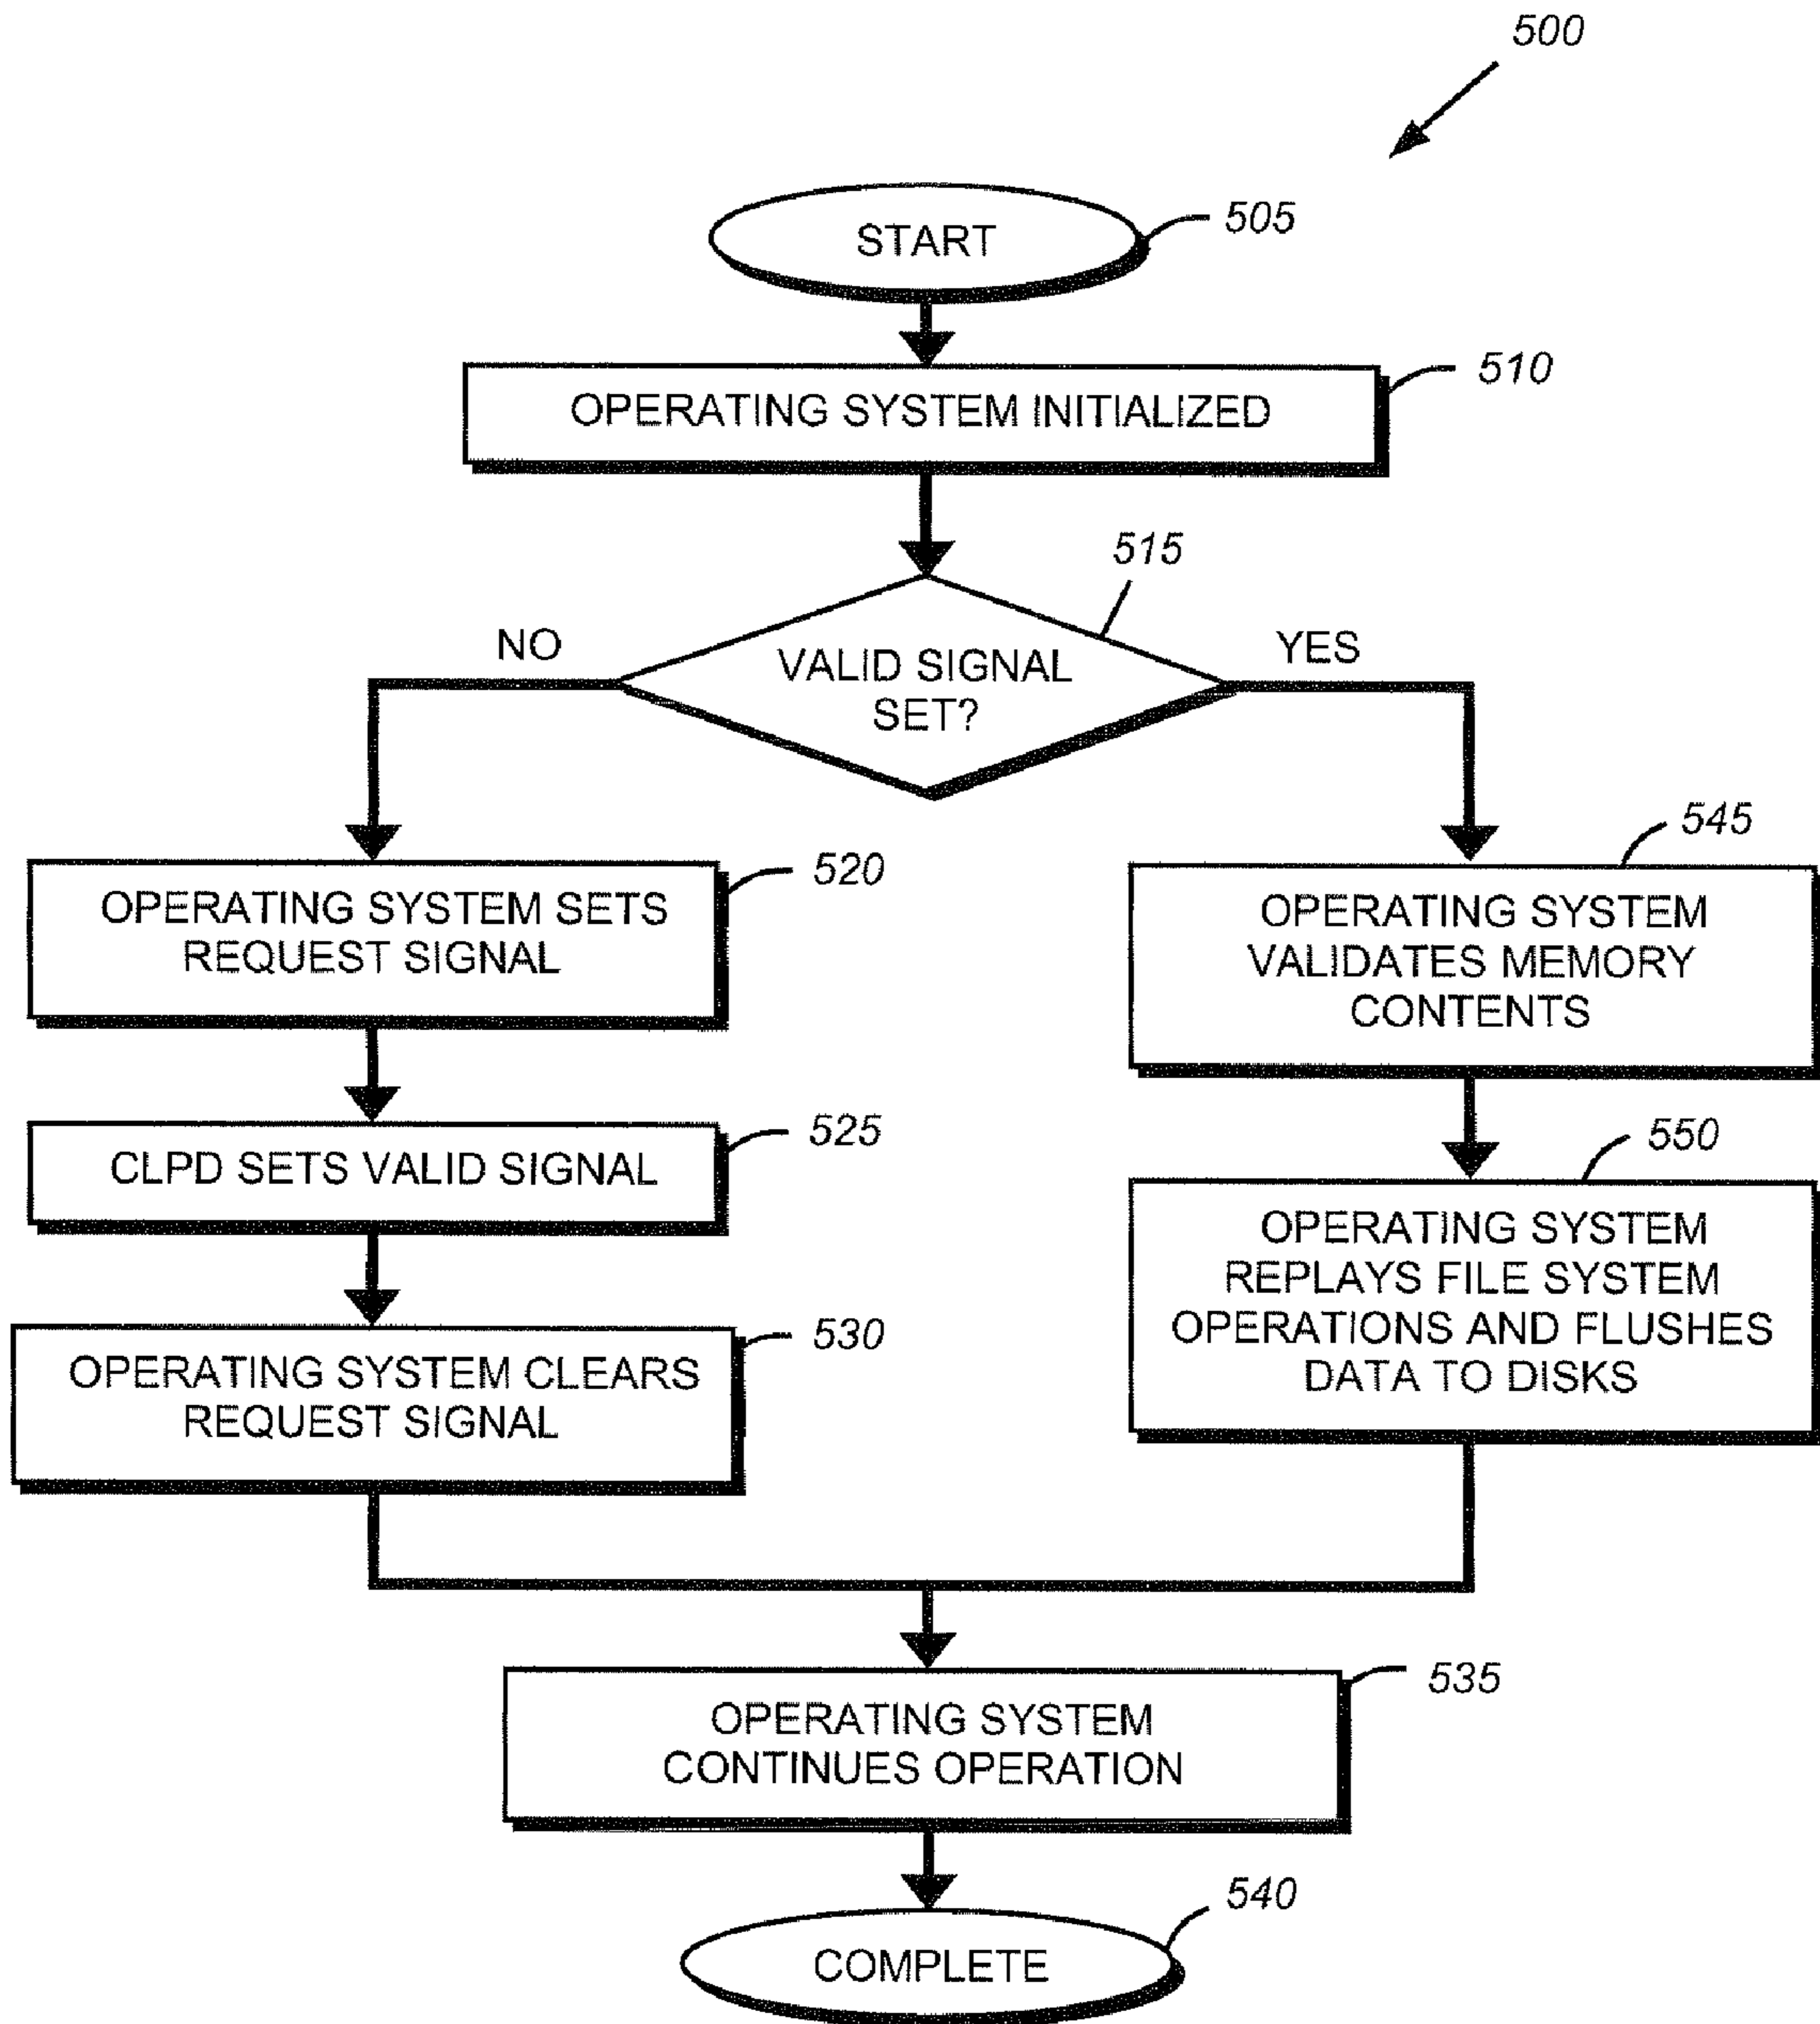 500
START
505
OPERATING SYSTEM INITIALIZED
510
515
NO
VALID SIGNAL
SET?
YES
520
OPERATING SYSTEM SETS
REQUEST SIGNAL
525
CLPD SETS VALID SIGNAL
530
OPERATING SYSTEM CLEARS
REQUEST SIGNAL
545
OPERATING SYSTEM
VALIDATES MEMORY
CONTENTS
550
OPERATING SYSTEM
REPLAYS FILE SYSTEM
OPERATIONS AND FLUSHES
DATA TO DISKS
535
OPERATING SYSTEM
CONTINUES OPERATION
540
COMPLETE